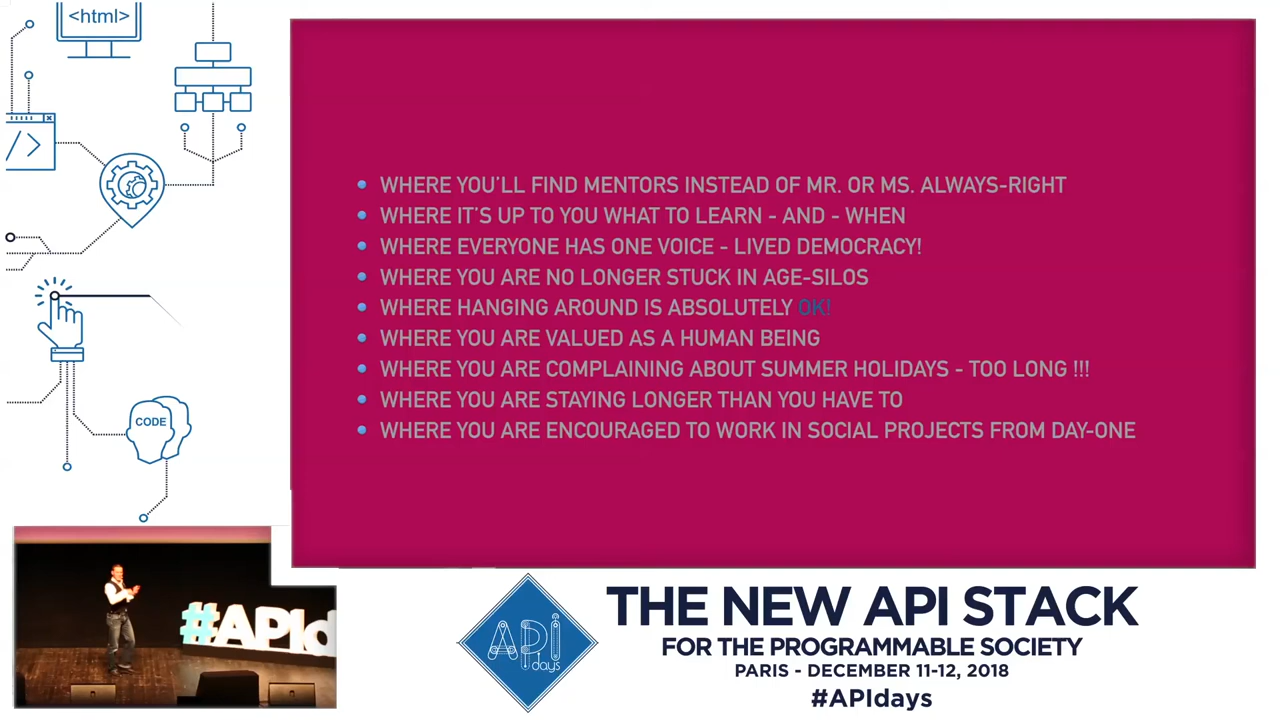 <html>
</>
CODE
WHERE YOU'LL FIND MENTORS INSTEAD OF MR. OR MS. ALWAYS-RIGHT
WHERE IT'S UP TO YOU WHAT TO LEARN - AND - WHEN
WHERE EVERYONE HAS ONE VOICE - LIVED DEMOCRACY!
WHERE YOU ARE NO LONGER STUCK IN AGE-SILOS
WHERE HANGING AROUND IS ABSOLUTELY OK!
WHERE YOU ARE VALUED AS A HUMAN BEING
WHERE YOU ARE COMPLAINING ABOUT SUMMER HOLIDAYS - TOO LONG !!!
WHERE YOU ARE STAYING LONGER THAN YOU HAVE TO
WHERE YOU ARE ENCOURAGED TO WORK IN SOCIAL PROJECTS FROM DAY-ONE
#APId
API
days
THE NEW API STACK
FOR THE PROGRAMMABLE SOCIETY
PARIS - DECEMBER 11-12, 2018
#APIdays